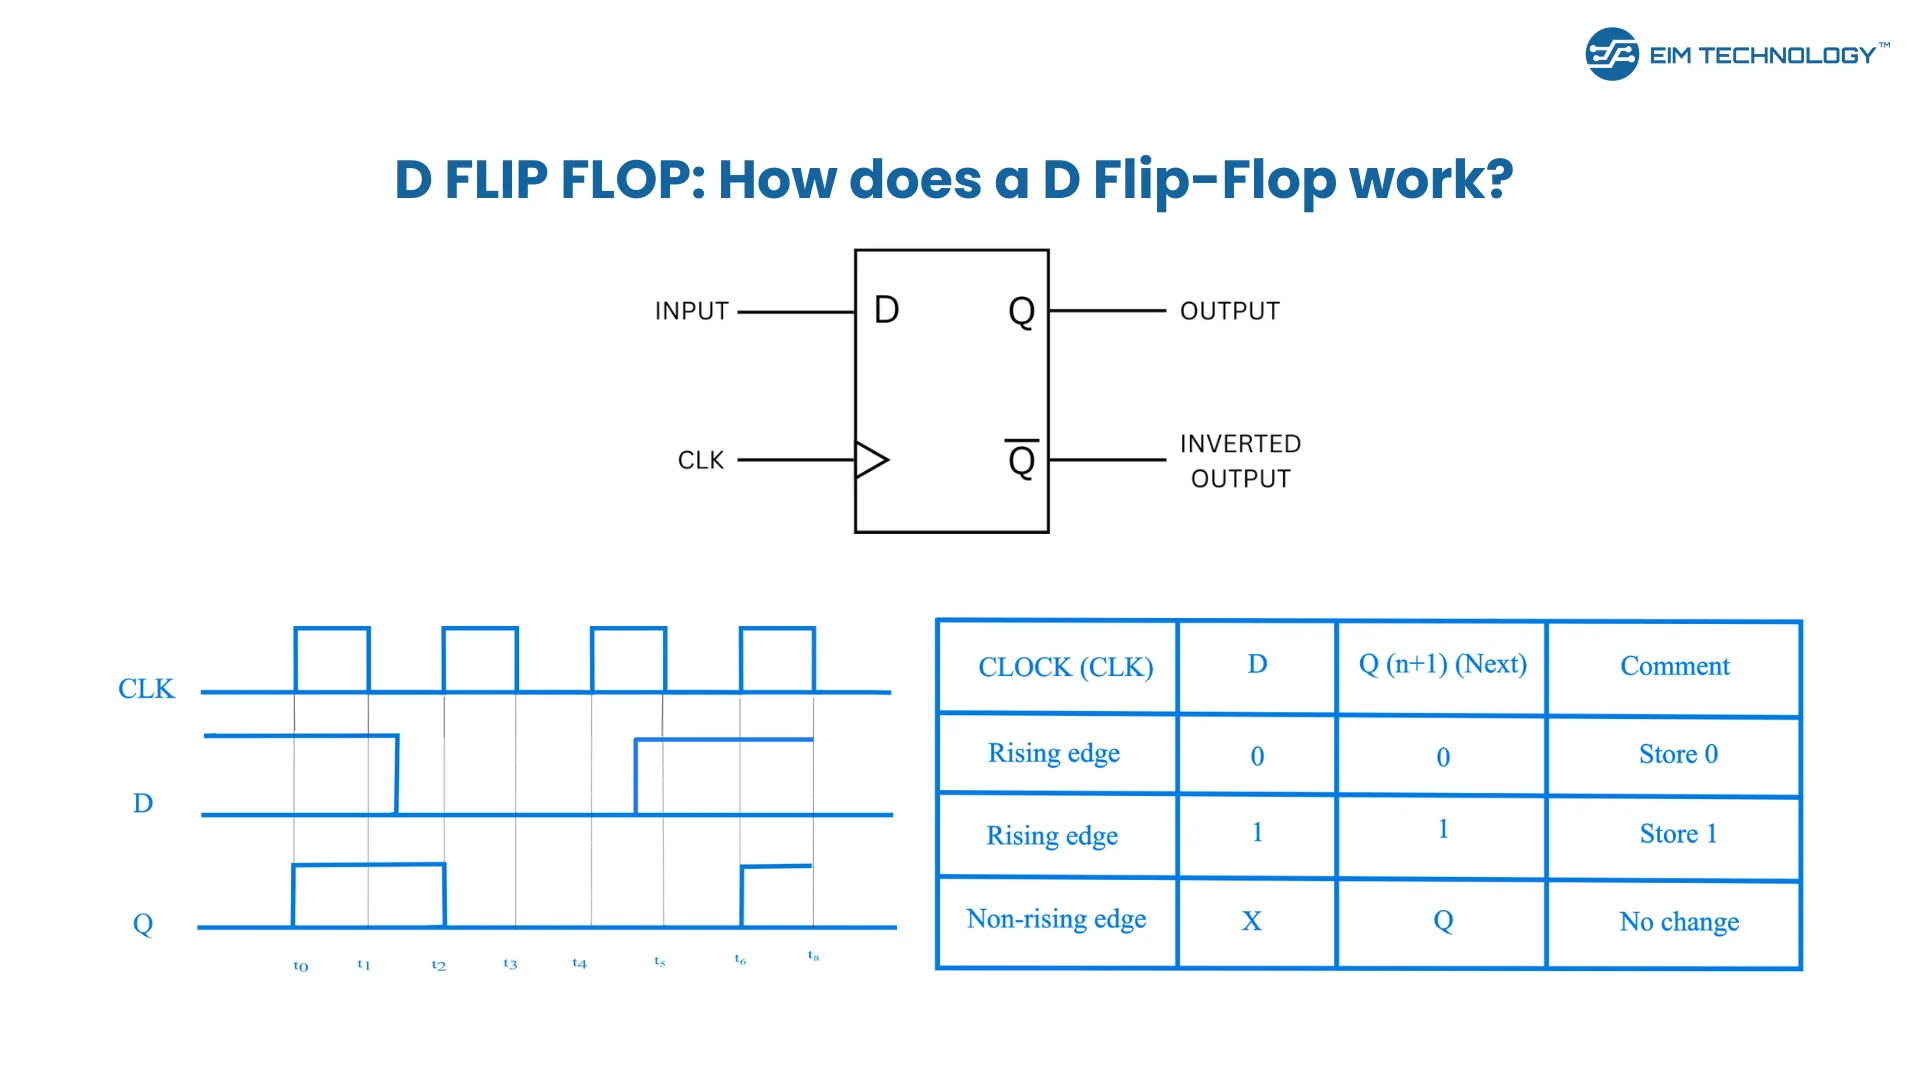 EIM TECHNOLOGY™
D FLIP FLOP: How does a D Flip-Flop work?
INPUT D Q OUTPUT
CLK Q̅ INVERTED
OUTPUT
CLK
D
Q
t0 t1 t2 t3 t4 t5 t6 t8
CLOCK (CLK) D Q (n+1) (Next) Comment
Rising edge 0 0 Store 0
Rising edge 1 1 Store 1
Non-rising edge X Q No change